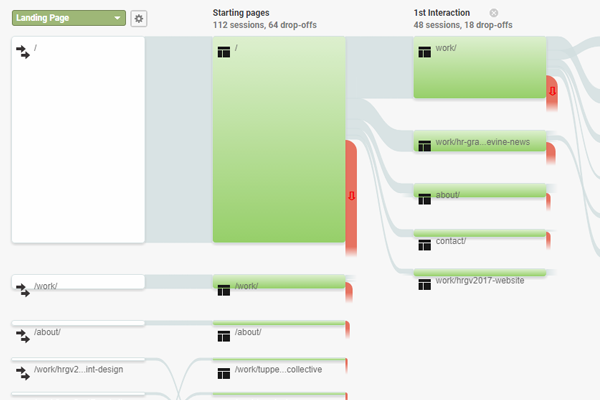 Landing Page
Starting pages
112 sessions, 64 drop-offs
1st Interaction
48 sessions, 18 drop-offs
/
/
work/
work/hr-gra...evine-news
about/
contact/
work/hrgv2017-website
/work/
/work/
/about/
/about/
/work/hrgv2...int-design
/work/tuppe...collective